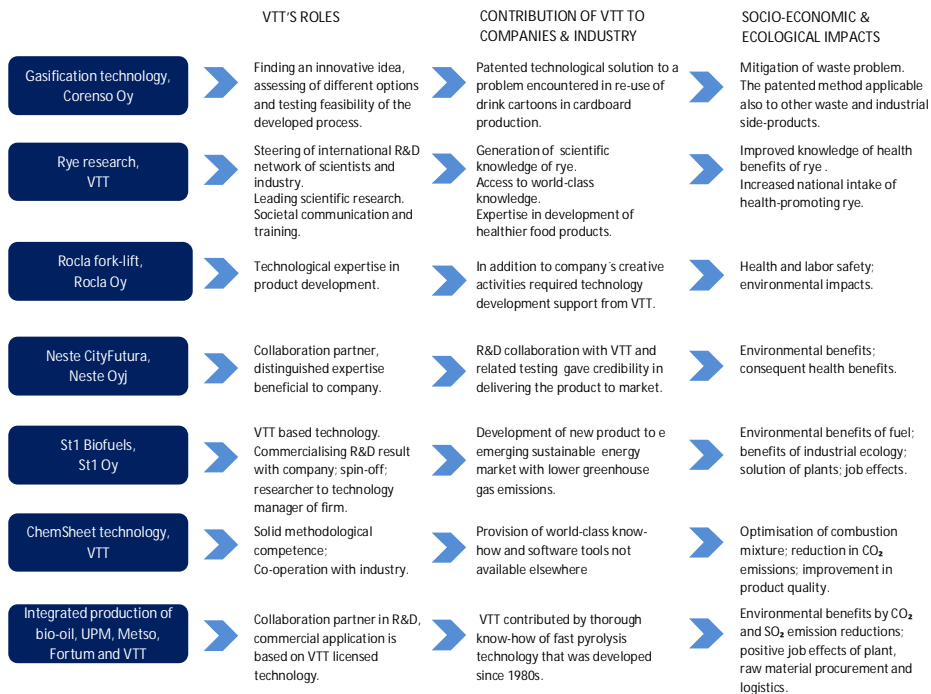 VTT'S ROLES
CONTRIBUTION OF VTT TO
COMPANIES & INDUSTRY
SOCIO-ECONOMIC &
ECOLOGICAL IMPACTS
Gasification technology,
Corenso Oy
Finding an innovative idea,
assessing of different options
and testing feasibility of the
developed process.
Patented technological solution to a
problem encountered in re-use of
drink cartoons in cardboard
production.
Mitigation of waste problem.
The patented method applicable
also to other waste and industrial
side-products.
Rye research,
VTT
Steering of international R&D
network of scientists and
industry.
Leading scientific research.
Societal communication and
training.
Generation of scientific
knowledge of rye.
Access to world-class
knowledge.
Expertise in development of
healthier food products.
Improved knowledge of health
benefits of rye .
Increased national intake of
health-promoting rye.
Rocla fork-lift,
Rocla Oy
Technological expertise in
product development.
In addition to company´s creative
activities required technology
development support from VTT.
Health and labor safety;
environmental impacts.
Neste CityFutura,
Neste Oyj
Collaboration partner,
distinguished expertise
beneficial to company.
R&D collaboration with VTT and
related testing gave credibility in
delivering the product to market.
Environmental benefits;
consequent health benefits.
St1 Biofuels,
St1 Oy
VTT based technology.
Commercialising R&D result
with company; spin-off;
researcher to technology
manager of firm.
Development of new product to e
emerging sustainable energy
market with lower greenhouse
gas emissions.
Environmental benefits of fuel;
benefits of industrial ecology;
solution of plants; job effects.
ChemSheet technology,
VTT
Solid methodological
competence;
Co-operation with industry.
Provision of world-class know-
how and software tools not
available elsewhere
Optimisation of combustion
mixture; reduction in CO₂
emissions; improvement in
product quality.
Integrated production of
bio-oil, UPM, Metso,
Fortum and VTT
Collaboration partner in R&D,
commercial application is
based on VTT licensed
technology.
VTT contributed by thorough
know-how of fast pyrolysis
technology that was developed
since 1980s.
Environmental benefits by CO₂
and SO₂ emission reductions;
positive job effects of plant,
raw material procurement and
logistics.